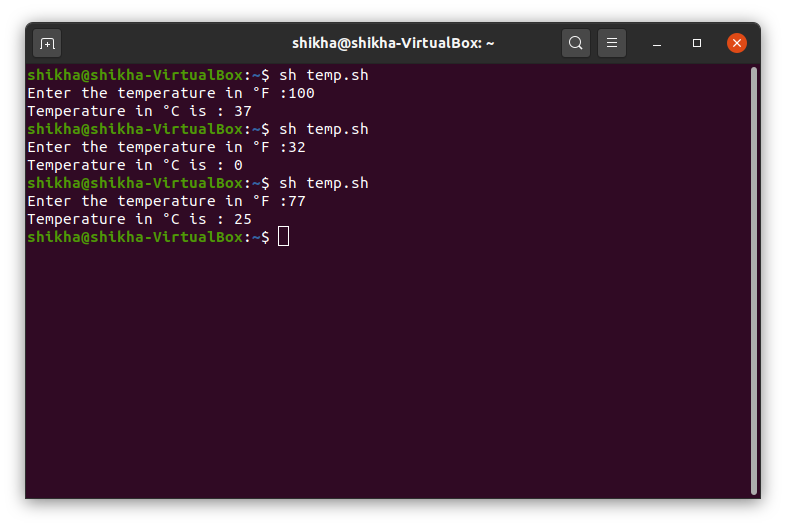 shikha@shikha-VirtualBox: ~
shikha@shikha-VirtualBox:~$ sh temp.sh
Enter the temperature in °F :100
Temperature in °C is : 37
shikha@shikha-VirtualBox:~$ sh temp.sh
Enter the temperature in °F :32
Temperature in °C is : 0
shikha@shikha-VirtualBox:~$ sh temp.sh
Enter the temperature in °F :77
Temperature in °C is : 25
shikha@shikha-VirtualBox:~$